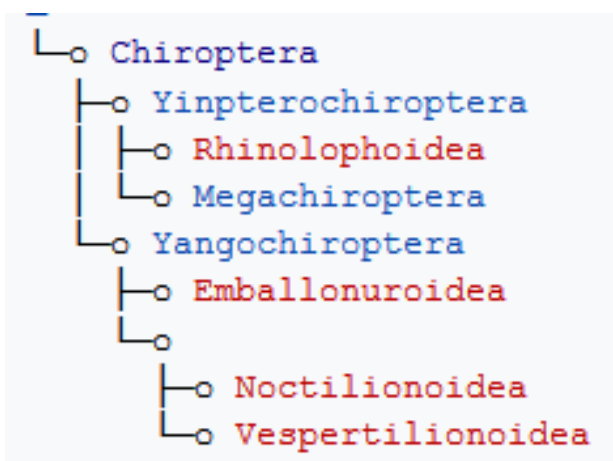 Chiroptera
Yinpterochiroptera
Rhinolophoidea
Megachiroptera
Yangochiroptera
Emballonuroidea
Noctilionoidea
Vespertilionoidea